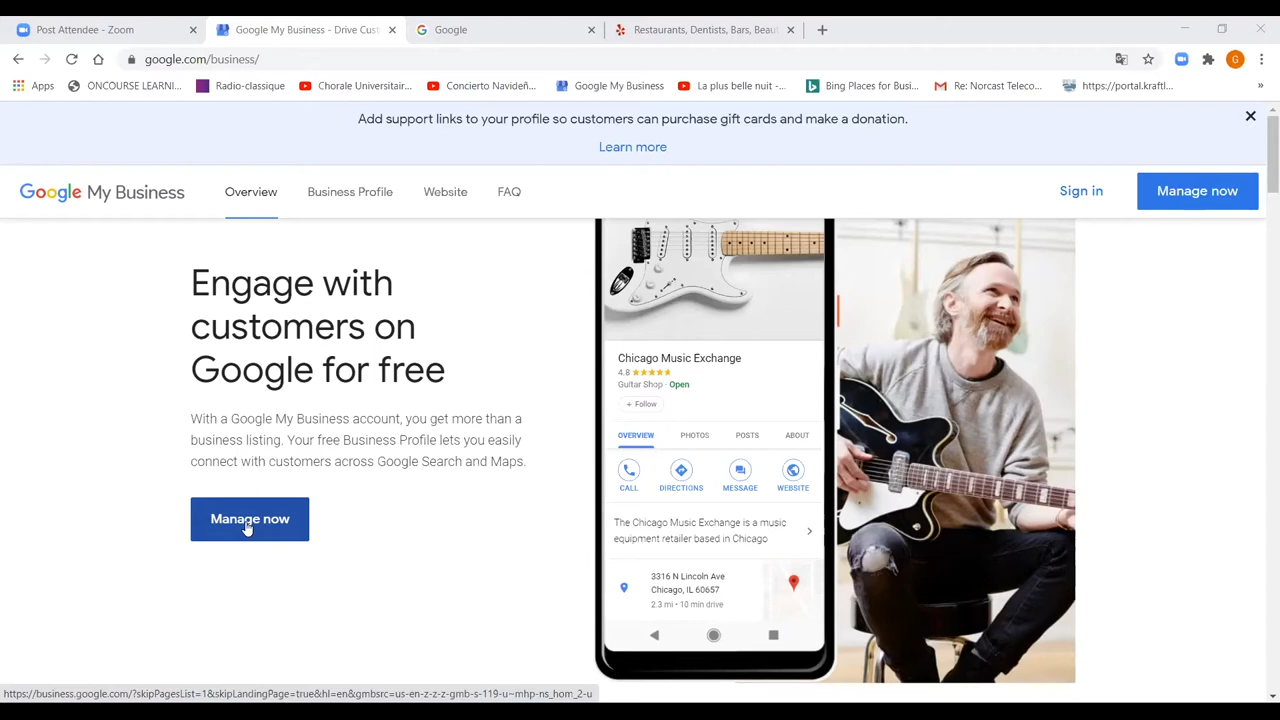 Post Attendee - Zoom
Google My Business - Drive Cust
Google
Restaurants, Dentists, Bars, Beaut
google.com/business/
G
Apps
ONCOURSE LEARNI...
Radio-classique
Chorale Universitair...
Concierto Navideñ...
Google My Business
La plus belle nuit -...
Bing Places for Busi...
Re: Norcast Teleco...
https://portal.kraftl...
»
Add support links to your profile so customers can purchase gift cards and make a donation.
Learn more
Google My Business
Overview
Business Profile
Website
FAQ
Sign in
Manage now
Engage with
customers on
Google for free
With a Google My Business account, you get more than a
business listing. Your free Business Profile lets you easily
connect with customers across Google Search and Maps.
Manage now
Chicago Music Exchange
4.8 ★★★★★
Guitar Shop · Open
+ Follow
OVERVIEW
PHOTOS
POSTS
ABOUT
CALL
DIRECTIONS
MESSAGE
WEBSITE
The Chicago Music Exchange is a music
equipment retailer based in Chicago
3316 N Lincoln Ave
Chicago, IL 60657
2.3 mi • 10 min drive
https://business.google.com/?skipPagesList=1&skipLandingPage=true&hl=en&gmbsrc=us-en-z-z-z-gmb-s-119-u~mhp-ns_hom_2-u